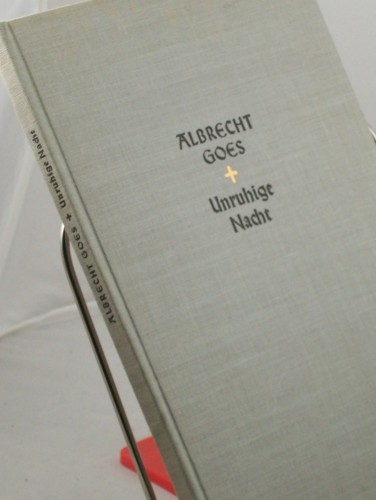 ALBRECHT
GOES
Unruhige
Nacht
ALBRECHT GOES + Unruhige Nacht